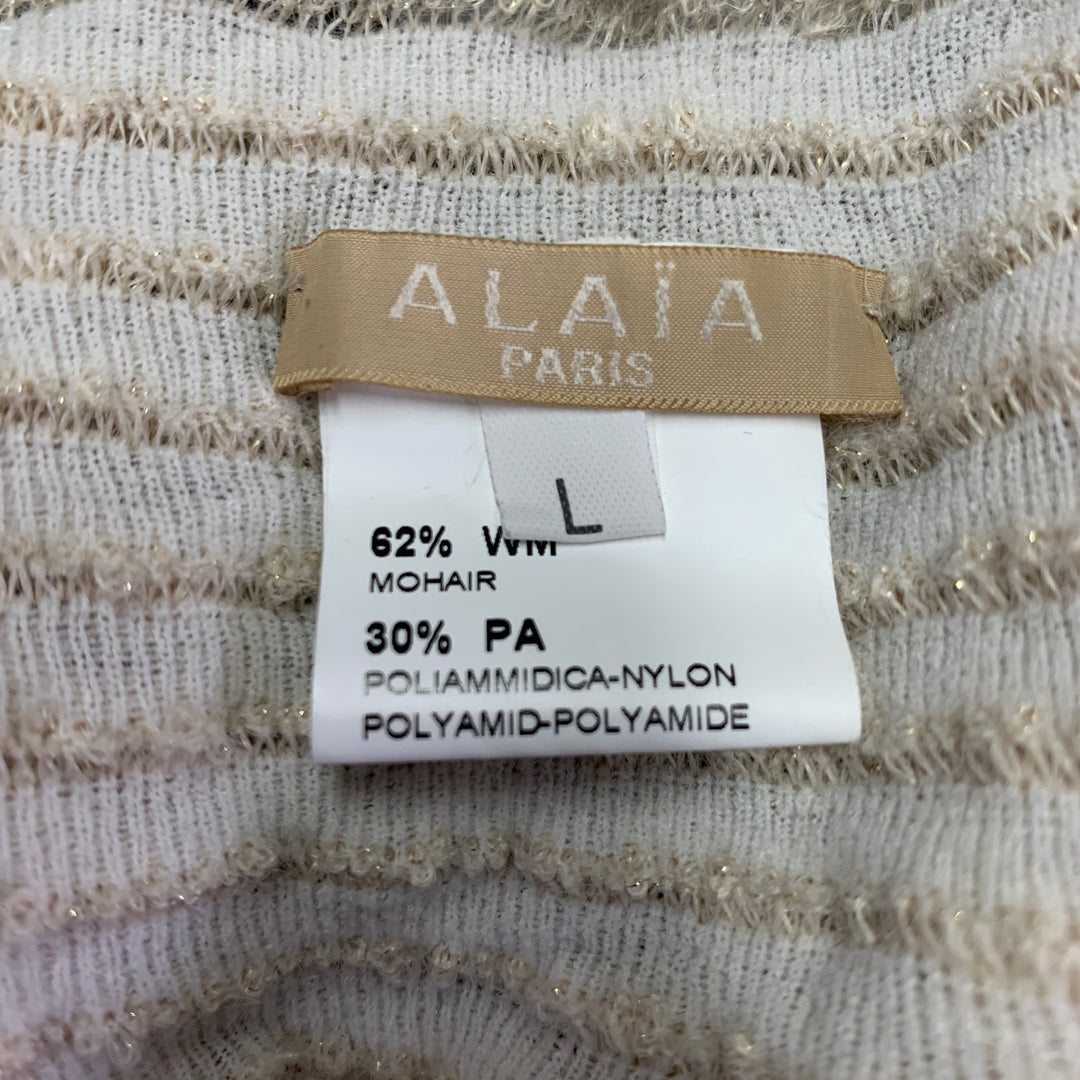 ALAÏA
PARIS
L
62% WM
MOHAIR
30% PA
POLIAMMIDICA-NYLON
POLYAMID-POLYAMIDE